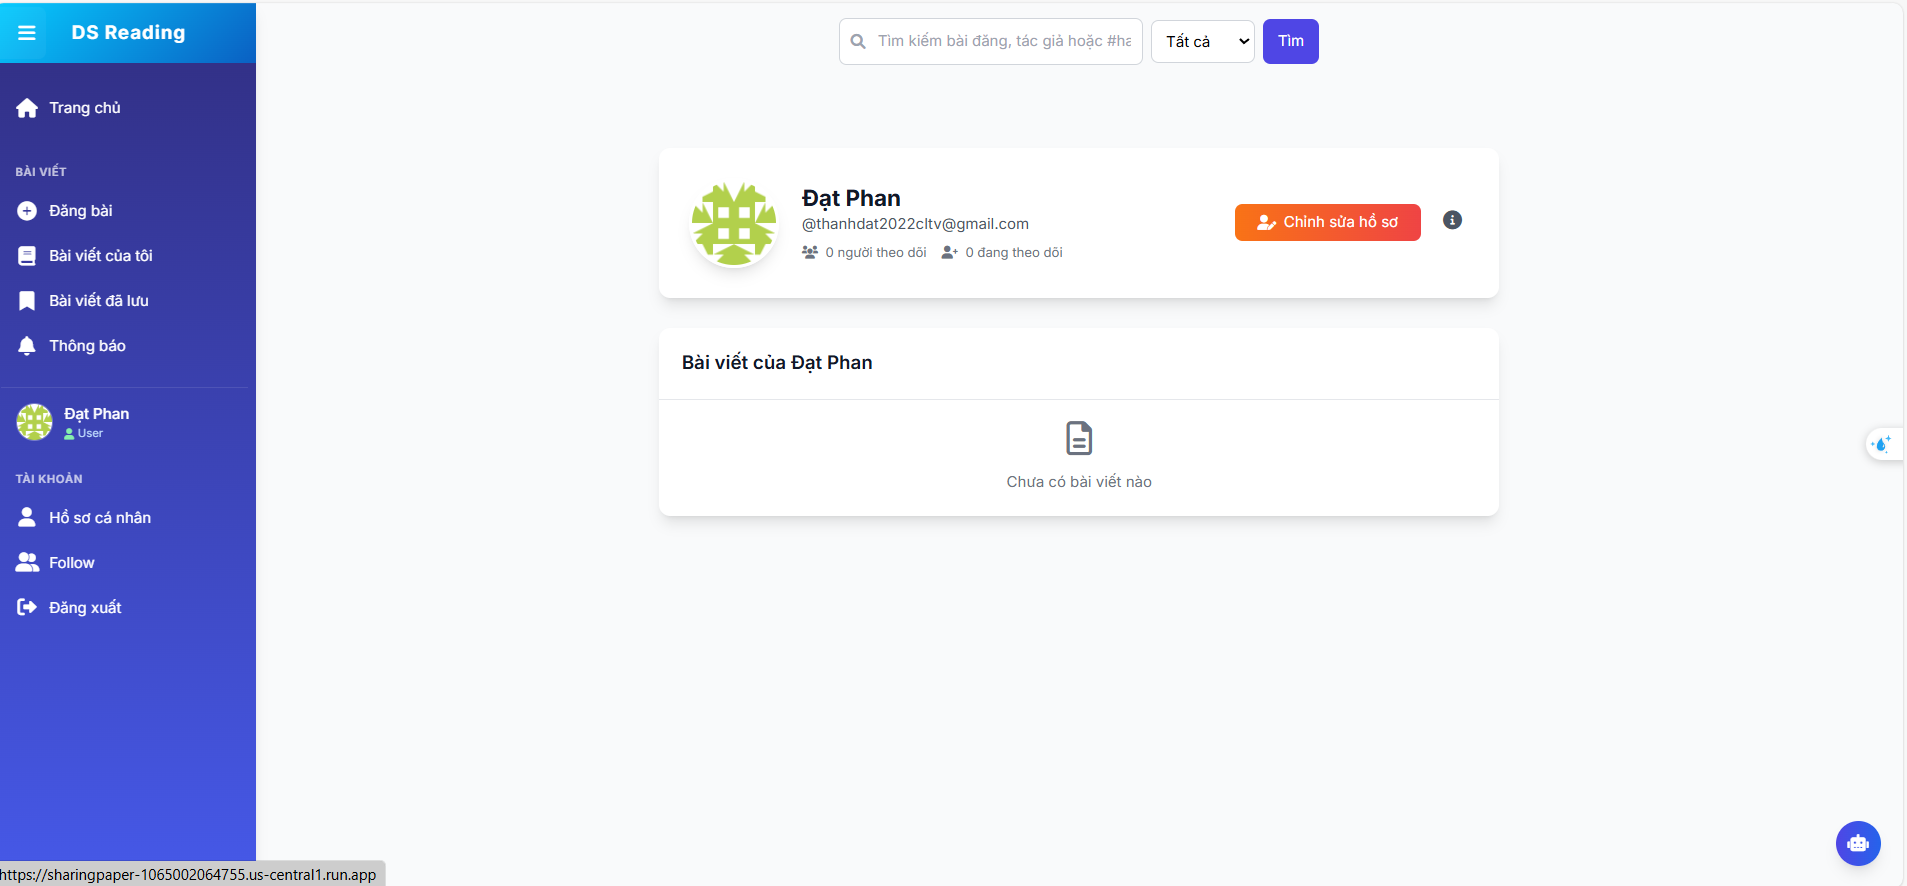 DS Reading
Tìm kiếm bài đăng, tác giả hoặc #ha
Tất cả
Tìm
Trang chủ
BÀI VIẾT
Đăng bài
Bài viết của tôi
Bài viết đã lưu
Thông báo
Đạt Phan
User
TÀI KHOẢN
Hồ sơ cá nhân
Follow
Đăng xuất
Đạt Phan
@thanhdat2022cltv@gmail.com
0 người theo dõi 0 đang theo dõi
Chỉnh sửa hồ sơ
Bài viết của Đạt Phan
Chưa có bài viết nào
https://sharingpaper-1065002064755.us-central1.run.app